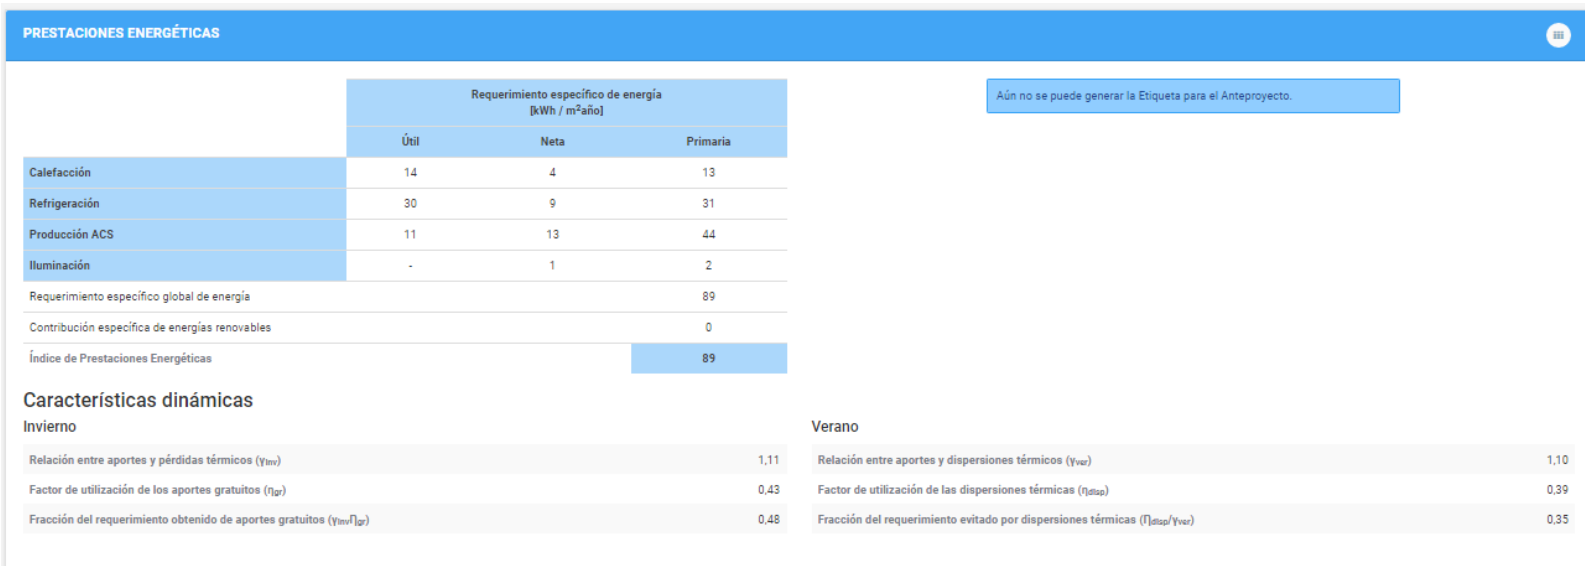 PRESTACIONES ENERGÉTICAS
Requerimiento específico de energía
[kWh / m²año]
Útil Neta Primaria
Calefacción 14 4 13
Refrigeración 30 9 31
Producción ACS 11 13 44
Iluminación - 1 2
Requerimiento específico global de energía 89
Contribución específica de energías renovables 0
Índice de Prestaciones Energéticas 89
Aún no se puede generar la Etiqueta para el Anteproyecto.
Características dinámicas
Invierno
Relación entre aportes y pérdidas térmicos (γinv) 1,11
Factor de utilización de los aportes gratuitos (ηgr) 0,43
Fracción del requerimiento obtenido de aportes gratuitos (γinvηgr) 0,48
Verano
Relación entre aportes y dispersiones térmicos (γver) 1,10
Factor de utilización de las dispersiones térmicas (ηdisp) 0,39
Fracción del requerimiento evitado por dispersiones térmicas (ηdisp/γver) 0,35